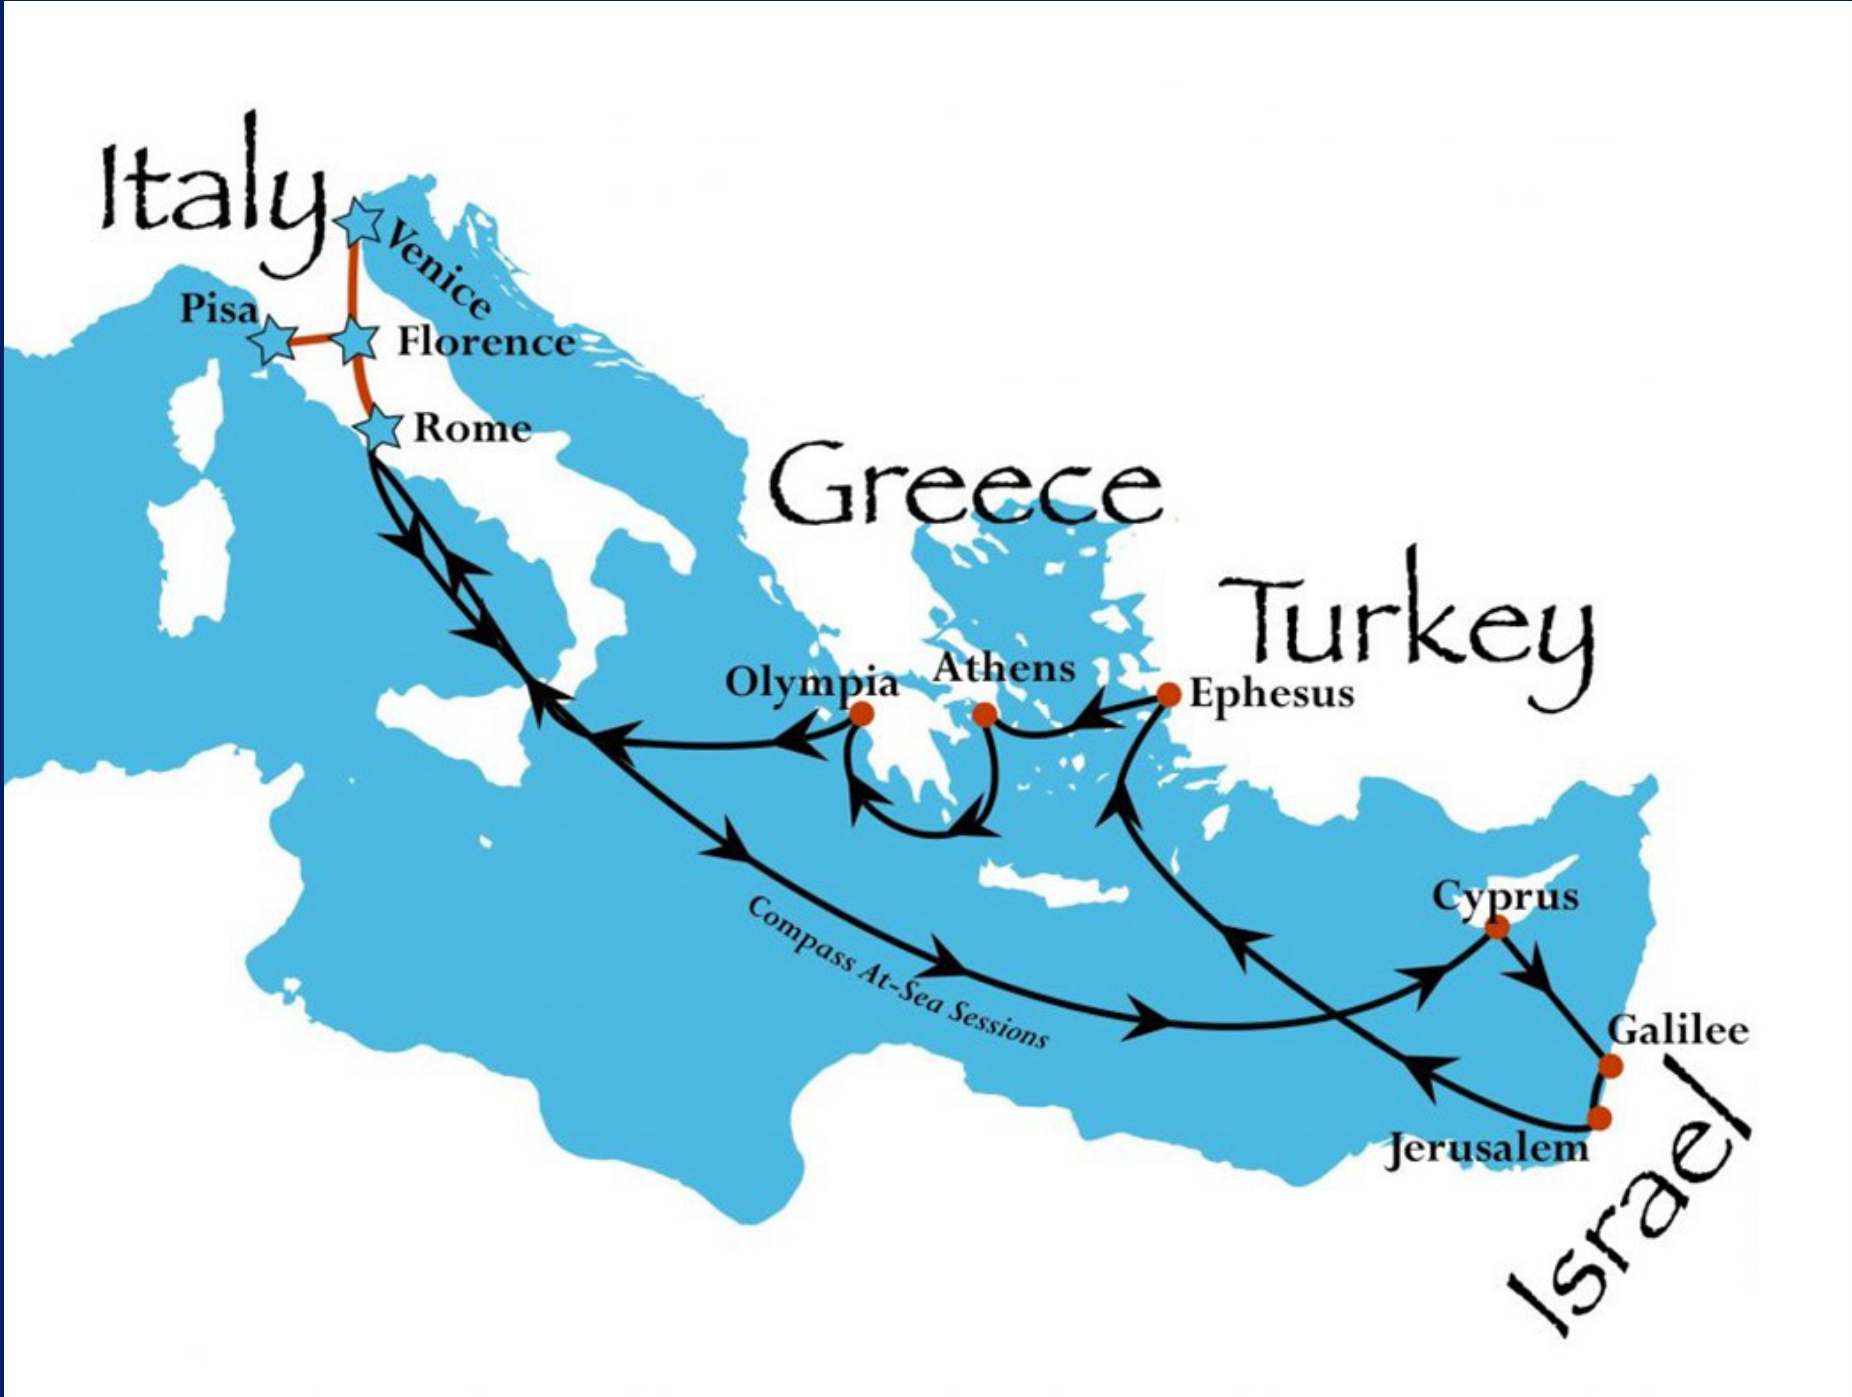 Italy
Venice
Pisa
Florence
Rome
Greece
Turkey
Olympia
Athens
Ephesus
Cyprus
Compass At-Sea Sessions
Galilee
Jerusalem
Israel